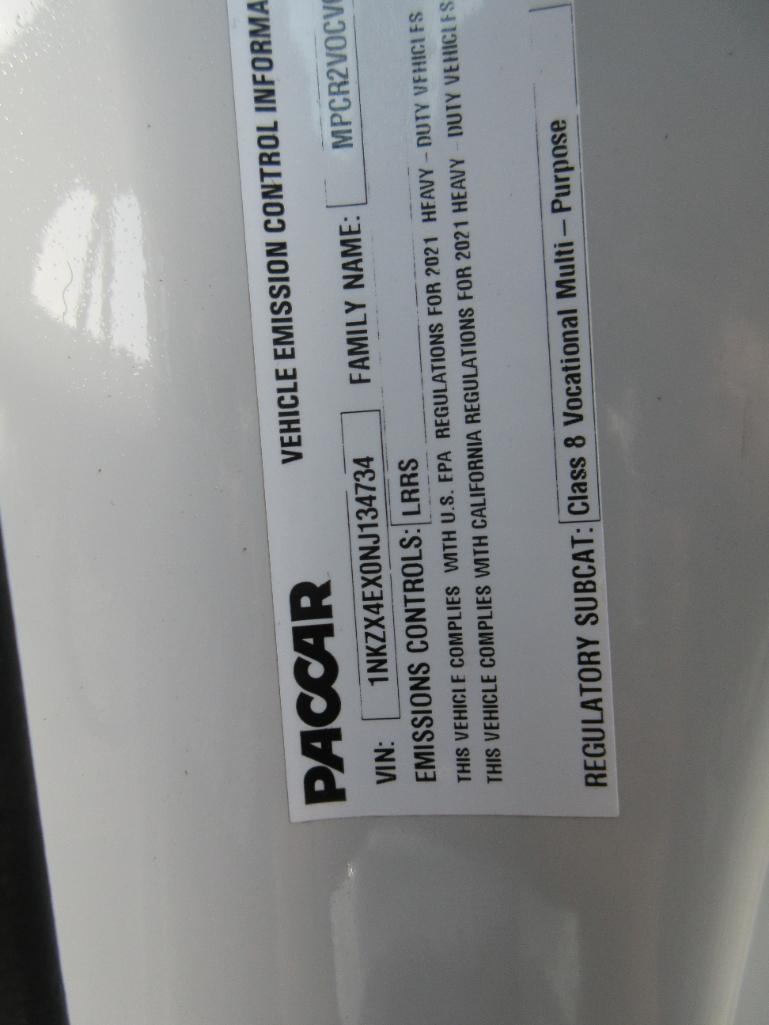 PACCAR VEHICLE EMISSION CONTROL INFORMA
VIN: 1NKZX4EX0NJ134734 FAMILY NAME: MPCR2VOCV
EMISSIONS CONTROLS: LRRS
THIS VEHICLE COMPLIES WITH U.S. EPA REGULATIONS FOR 2021 HEAVY - DUTY VEHICLES
THIS VEHICLE COMPLIES WITH CALIFORNIA REGULATIONS FOR 2021 HEAVY - DUTY VEHICLES
REGULATORY SUBCAT: Class 8 Vocational Multi - Purpose